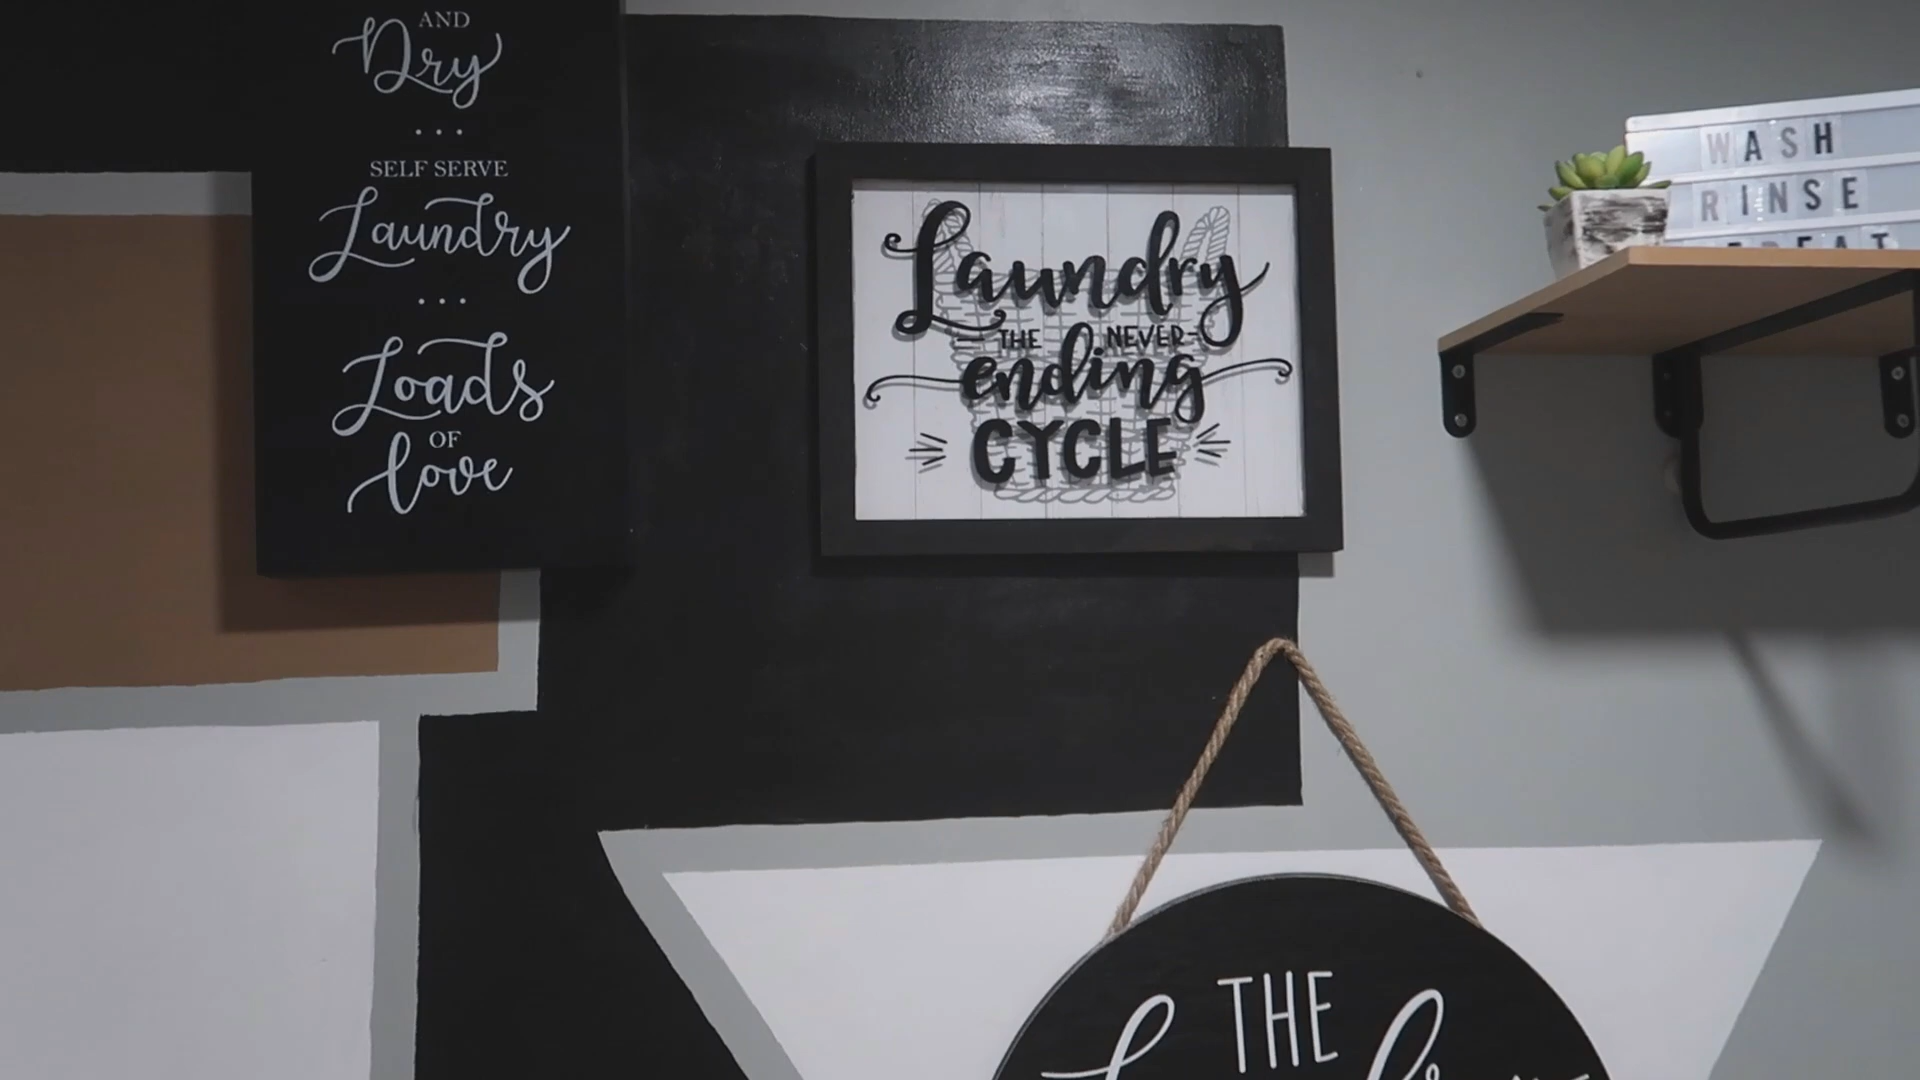 AND
Dry
SELF SERVE
Laundry
Loads
OF
love
Laundry
THE NEVER-
ending
CYCLE
WASH
RINSE
THE